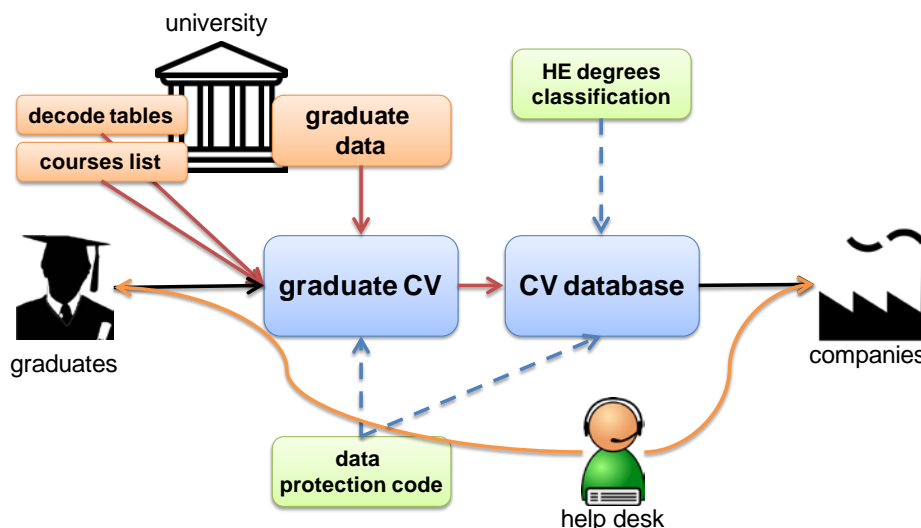 university
HE degrees
classification
decode tables
graduate
data
courses list
graduate CV
CV database
graduates
companies
data
protection code
help desk